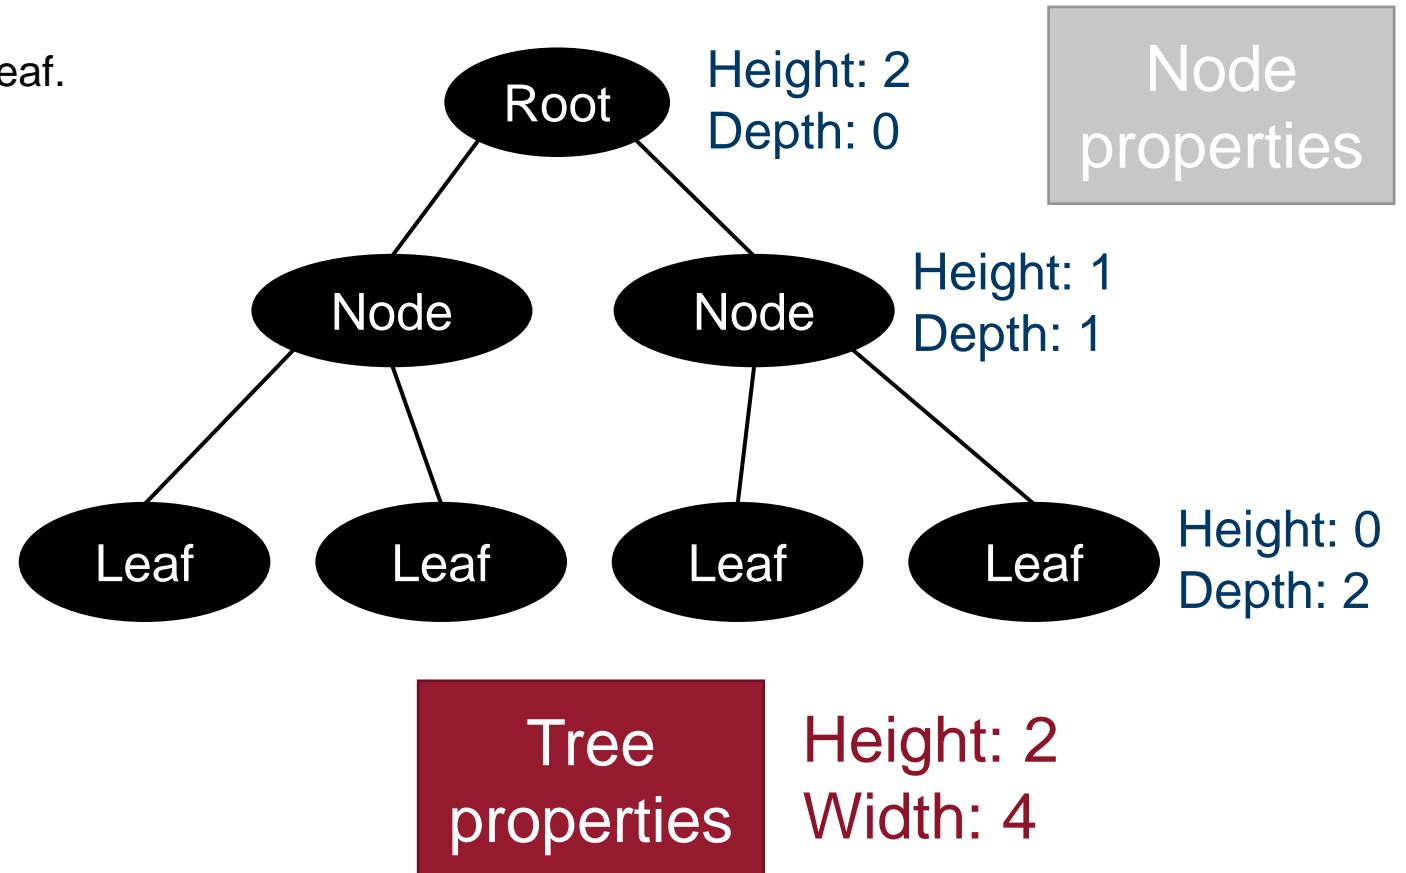 eaf.
Root
Height: 2
Depth: 0
Node
properties
Node
Node
Height: 1
Depth: 1
Leaf
Leaf
Leaf
Leaf
Height: 0
Depth: 2
Tree
properties
Height: 2
Width: 4